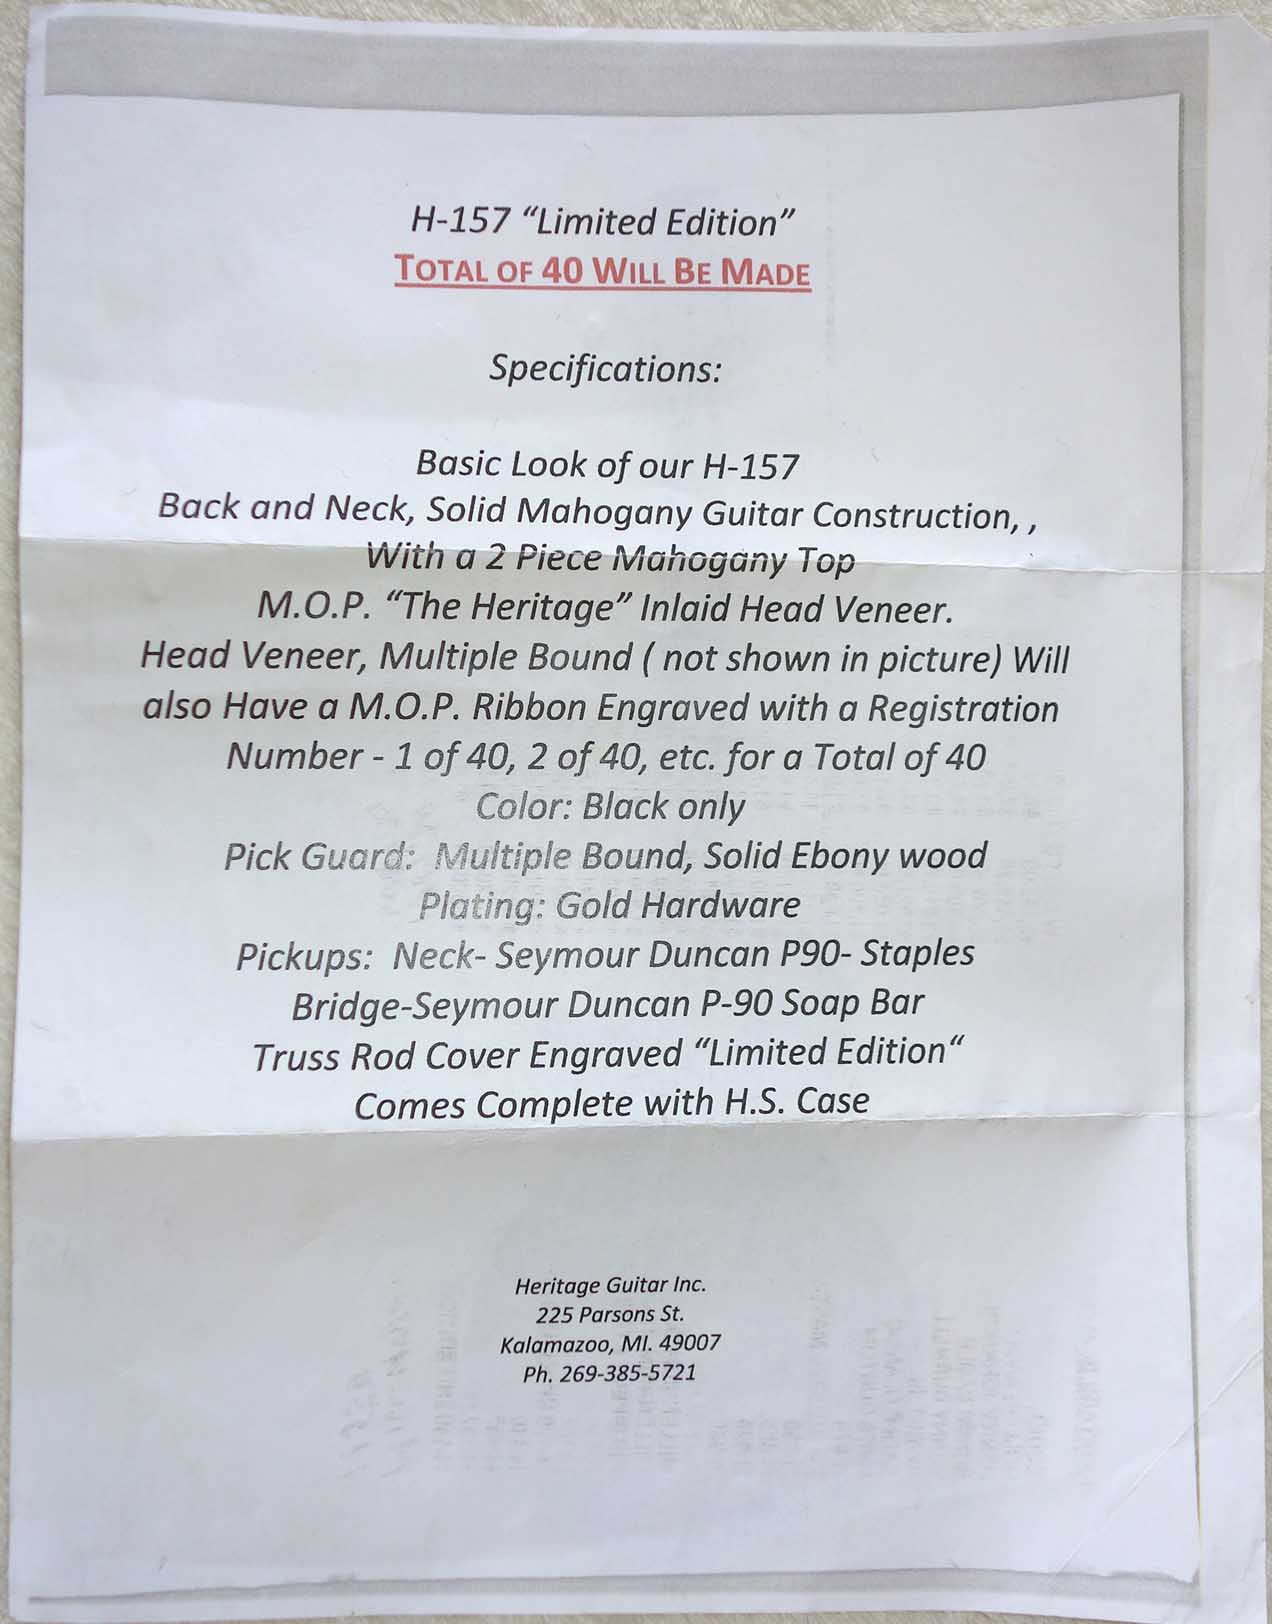 H-157 “Limited Edition”
TOTAL OF 40 WILL BE MADE
Specifications:
Basic Look of our H-157
Back and Neck, Solid Mahogany Guitar Construction, ,
With a 2 Piece Mahogany Top
M.O.P. “The Heritage” Inlaid Head Veneer.
Head Veneer, Multiple Bound ( not shown in picture) Will
also Have a M.O.P. Ribbon Engraved with a Registration
Number - 1 of 40, 2 of 40, etc. for a Total of 40
Color: Black only
Pick Guard: Multiple Bound, Solid Ebony wood
Plating: Gold Hardware
Pickups: Neck- Seymour Duncan P90- Staples
Bridge-Seymour Duncan P-90 Soap Bar
Truss Rod Cover Engraved “Limited Edition“
Comes Complete with H.S. Case
Heritage Guitar Inc.
225 Parsons St.
Kalamazoo, MI. 49007
Ph. 269-385-5721